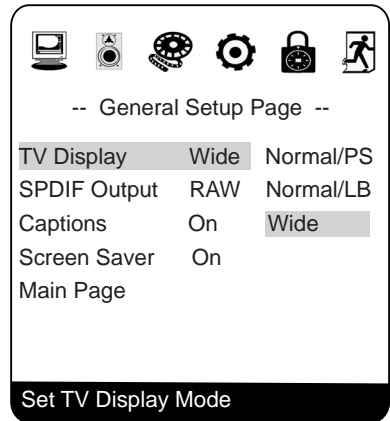 -- General Setup Page --
TV Display Wide Normal/PS
SPDIF Output RAW Normal/LB
Captions On Wide
Screen Saver On
Main Page
Set TV Display Mode